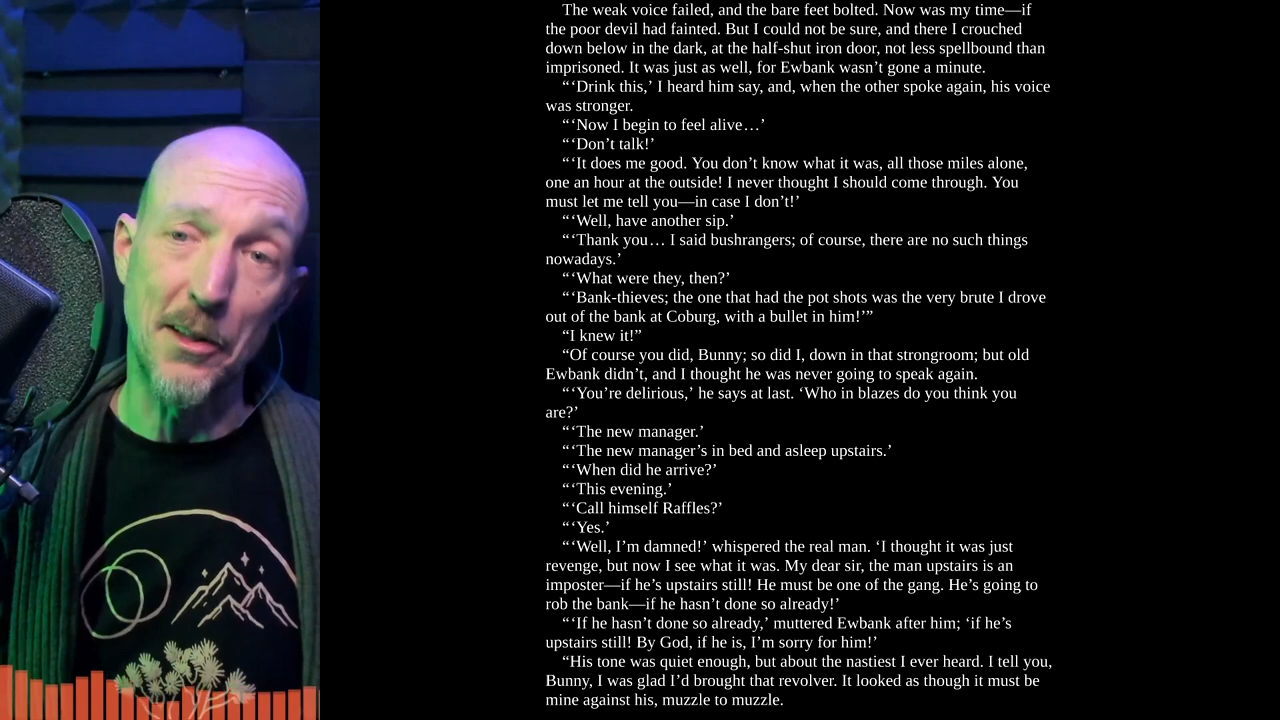 The weak voice failed, and the bare feet bolted. Now was my time—if
the poor devil had fainted. But I could not be sure, and there I crouched
down below in the dark, at the half-shut iron door, not less spellbound than
imprisoned. It was just as well, for Ewbank wasn’t gone a minute.
“‘Drink this,’ I heard him say, and, when the other spoke again, his voice
was stronger.
“‘Now I begin to feel alive…’
“‘Don’t talk!’
“‘It does me good. You don’t know what it was, all those miles alone,
one an hour at the outside! I never thought I should come through. You
must let me tell you—in case I don’t!’
“‘Well, have another sip.’
“‘Thank you… I said bushrangers; of course, there are no such things
nowadays.’
“‘What were they, then?’
“‘Bank-thieves; the one that had the pot shots was the very brute I drove
out of the bank at Coburg, with a bullet in him!’”
“I knew it!”
“Of course you did, Bunny; so did I, down in that strongroom; but old
Ewbank didn’t, and I thought he was never going to speak again.
“‘You’re delirious,’ he says at last. ‘Who in blazes do you think you
are?’
“‘The new manager.’
“‘The new manager’s in bed and asleep upstairs.’
“‘When did he arrive?’
“‘This evening.’
“‘Call himself Raffles?’
“‘Yes.’
“‘Well, I’m damned!’ whispered the real man. ‘I thought it was just
revenge, but now I see what it was. My dear sir, the man upstairs is an
imposter—if he’s upstairs still! He must be one of the gang. He’s going to
rob the bank—if he hasn’t done so already!’
“‘If he hasn’t done so already,’ muttered Ewbank after him; ‘if he’s
upstairs still! By God, if he is, I’m sorry for him!’
“His tone was quiet enough, but about the nastiest I ever heard. I tell you,
Bunny, I was glad I’d brought that revolver. It looked as though it must be
mine against his, muzzle to muzzle.